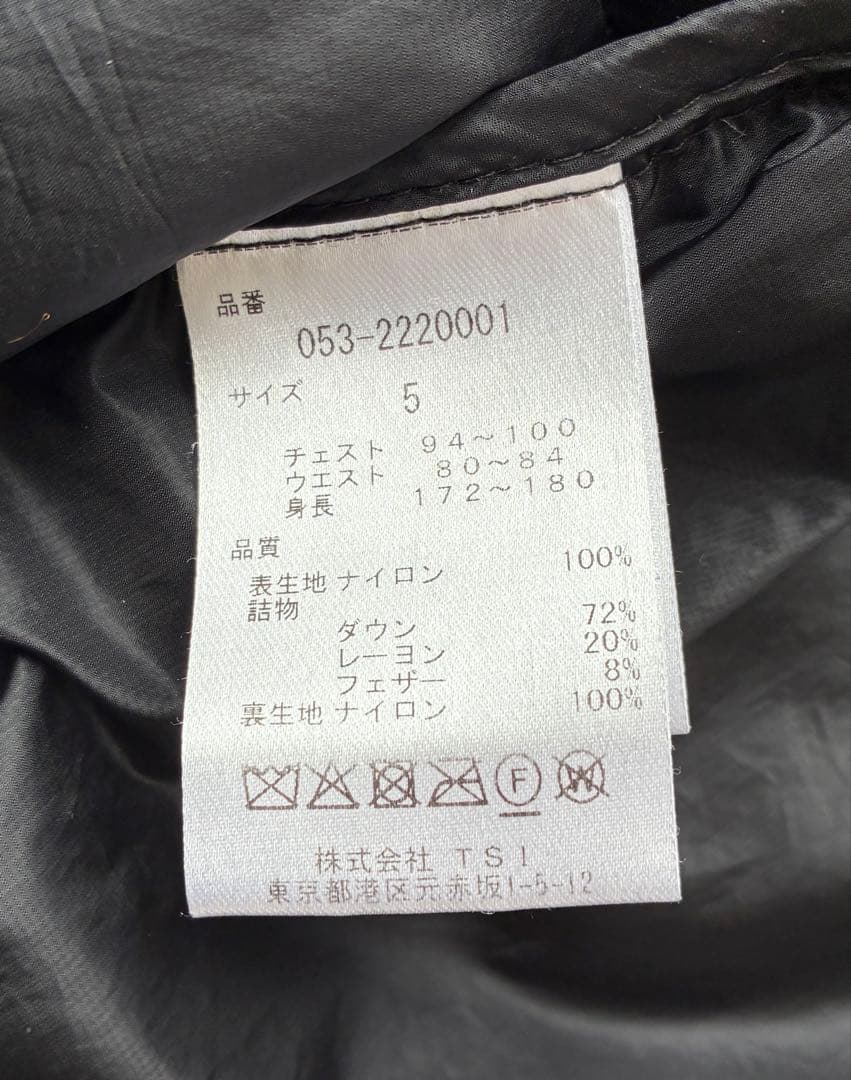 品番
053-2220001
サイズ 5
チェスト 94～100
ウエスト 80～84
身長 172～180
品質
表生地 ナイロン 100%
詰物
ダウン 72%
レーヨン 20%
フェザー 8%
裏生地 ナイロン 100%
F W
株式会社 TSI
東京都港区元赤坂1-5-12